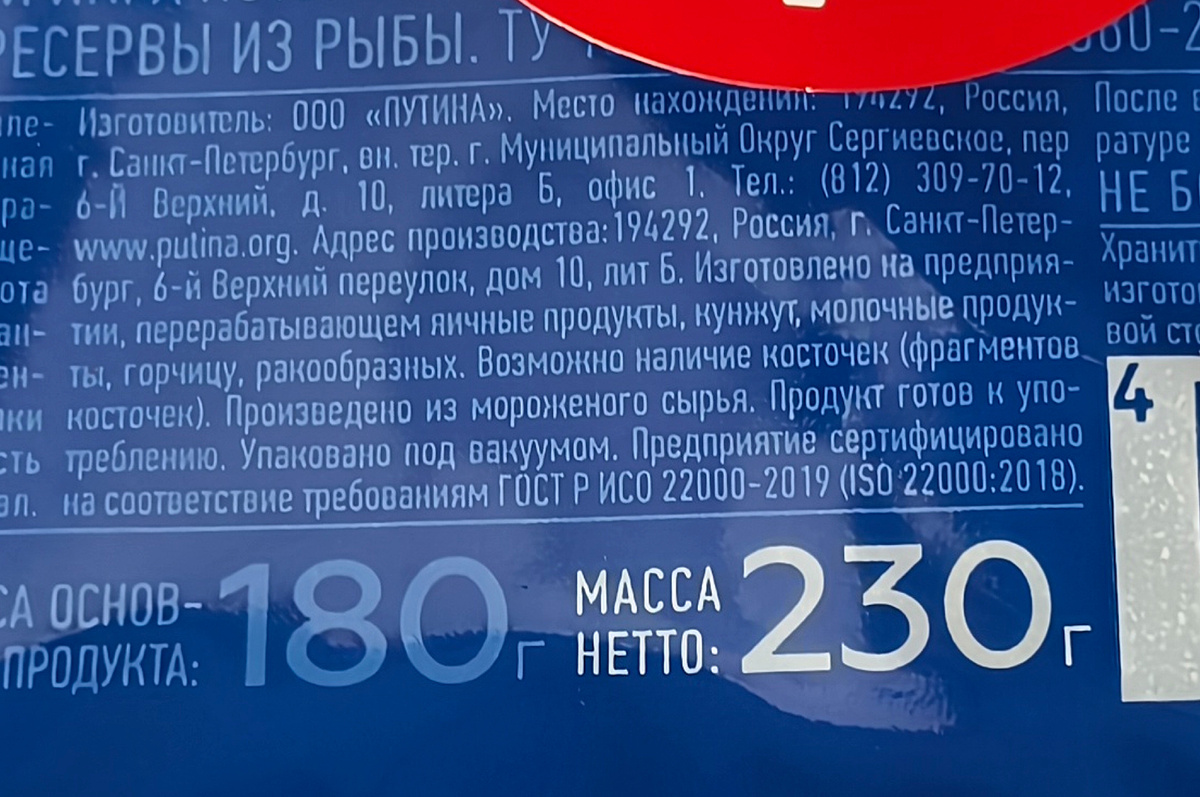 РЕСЕРВЫ ИЗ РЫБЫ. ТУ
Изготовитель: ООО «ПУТИНА». Место нахождения: 194292, Россия,
г. Санкт-Петербург, вн. тер. г. Муниципальный Округ Сергиевское, пер
6-Й Верхний, д. 10, литера Б, офис 1. Тел.: (812) 309-70-12,
www.putina.org. Адрес производства:194292, Россия, г. Санкт-Петер-
бург, 6-й Верхний переулок, дом 10, лит Б. Изготовлено на предприя-
тии, перерабатывающем яичные продукты, кунжут, молочные продук-
ты, горчицу, ракообразных. Возможно наличие косточек (фрагментов
косточек). Произведено из мороженого сырья. Продукт готов к упо-
треблению. Упаковано под вакуумом. Предприятие сертифицировано
на соответствие требованиям ГОСТ Р ИСО 22000-2019 (ISO 22000:2018).
После
ратуре
НЕ Б
Хранит
изгото
вой сто
4
СА ОСНОВ-
ПРОДУКТА: 180 г
МАССА
НЕТТО: 230 г